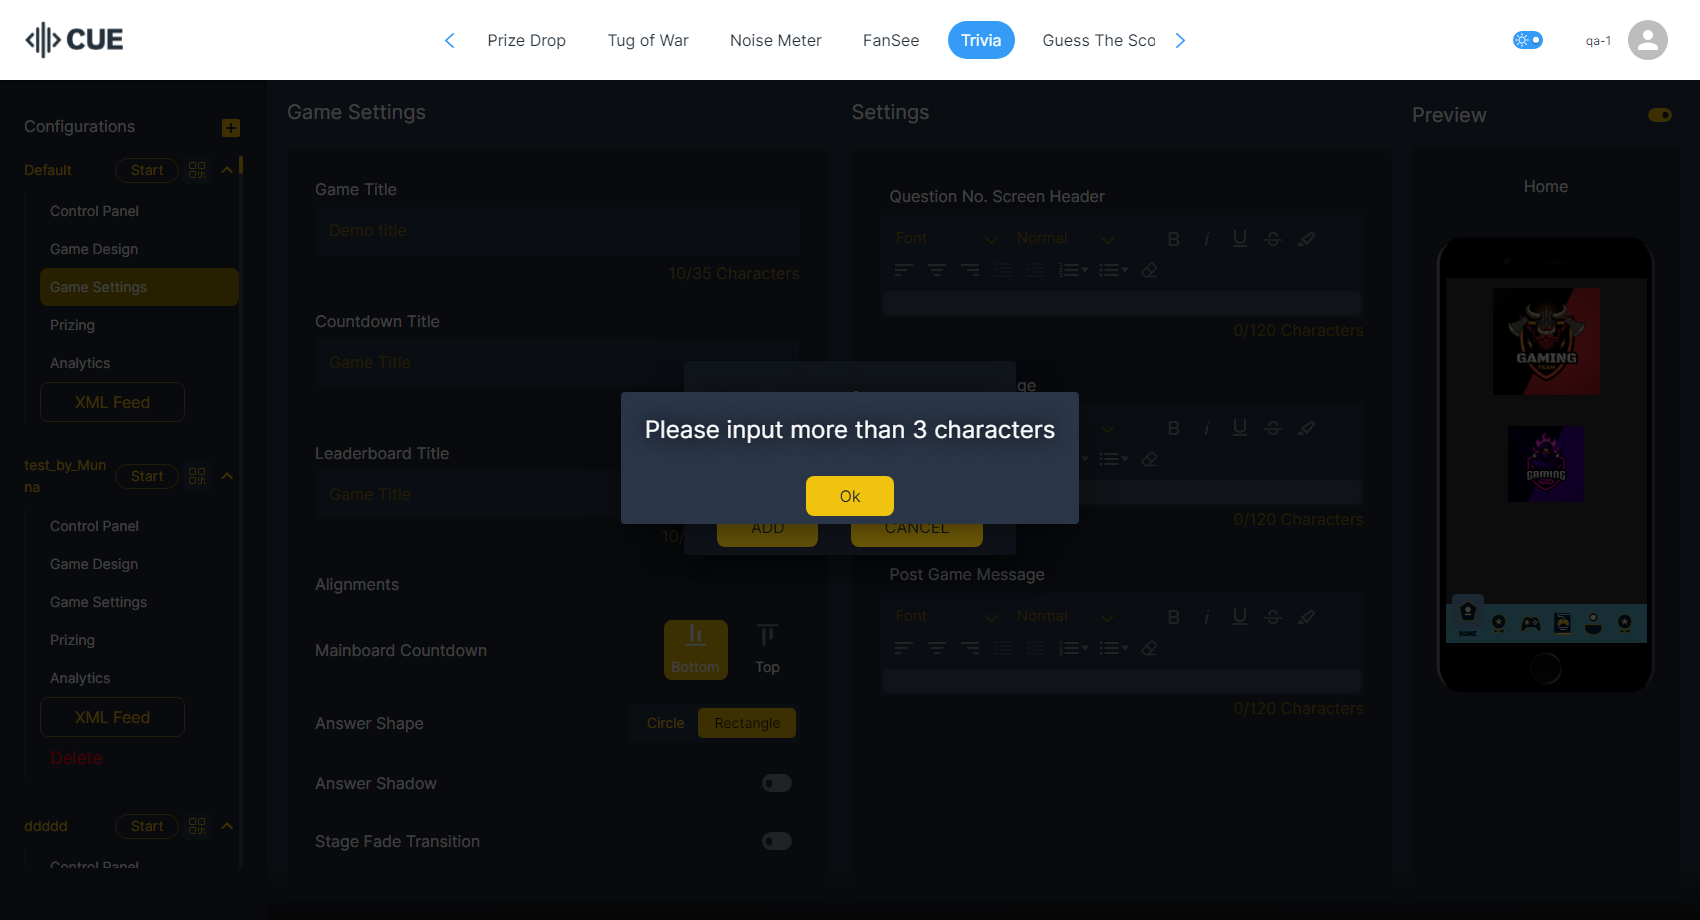 CUE
Prize Drop
Tug of War
Noise Meter
FanSee
Trivia
Guess The Sco
qa-1
Configurations
Default
Start
Control Panel
Game Design
Game Settings
Prizing
Analytics
XML Feed
test_by_Mun
na
Start
Control Panel
Game Design
Game Settings
Prizing
Analytics
XML Feed
Delete
ddddd
Start
Control Panel
Game Settings
Game Title
Demo title
10/35 Characters
Countdown Title
Game Title
Leaderboard Title
Game Title
10/
Alignments
Mainboard Countdown
Bottom
Top
Answer Shape
Circle
Rectangle
Answer Shadow
Stage Fade Transition
Please input more than 3 characters
Ok
ADD
CANCEL
Settings
Question No. Screen Header
Font
Normal
0/120 Characters
ge
0/120 Characters
Post Game Message
Font
Normal
0/120 Characters
Preview
Home
GAMING
TEAM
GAMING
HOME